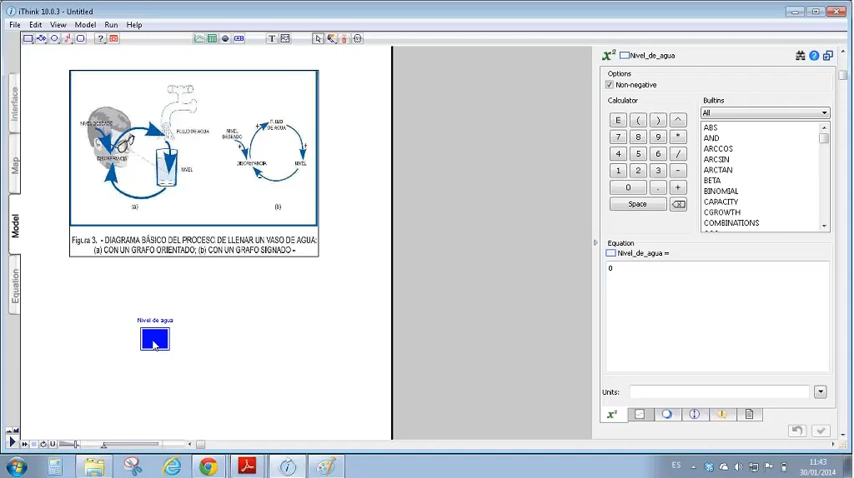 iThink 10.0.3 - Untitled
File Edit View Model Run Help
Interface
Map
Model
Equation
NIVEL DESEADO
DISCREPANCIA
FLUJO DE AGUA
NIVEL
(a)
FLUJO
DE AGUA
NIVEL
DESEADO
DISCREPANCIA
NIVEL
(b)
Figura 3. - DIAGRAMA BÁSICO DEL PROCESO DE LLENAR UN VASO DE AGUA:
(a) CON UN GRAFO ORIENTADO; (b) CON UN GRAFO SIGNADO -
Nivel de agua
Nivel_de_agua
Options
Non-negative
Calculator
E ( ) ^
7 8 9 *
4 5 6 /
1 2 3 -
0 . +
Space
Builtins
All
ABS
AND
ARCCOS
ARCSIN
ARCTAN
BETA
BINOMIAL
CAPACITY
CGROWTH
COMBINATIONS
Equation
Nivel_de_agua =
0
Units:
ES
11:43
30/01/2014